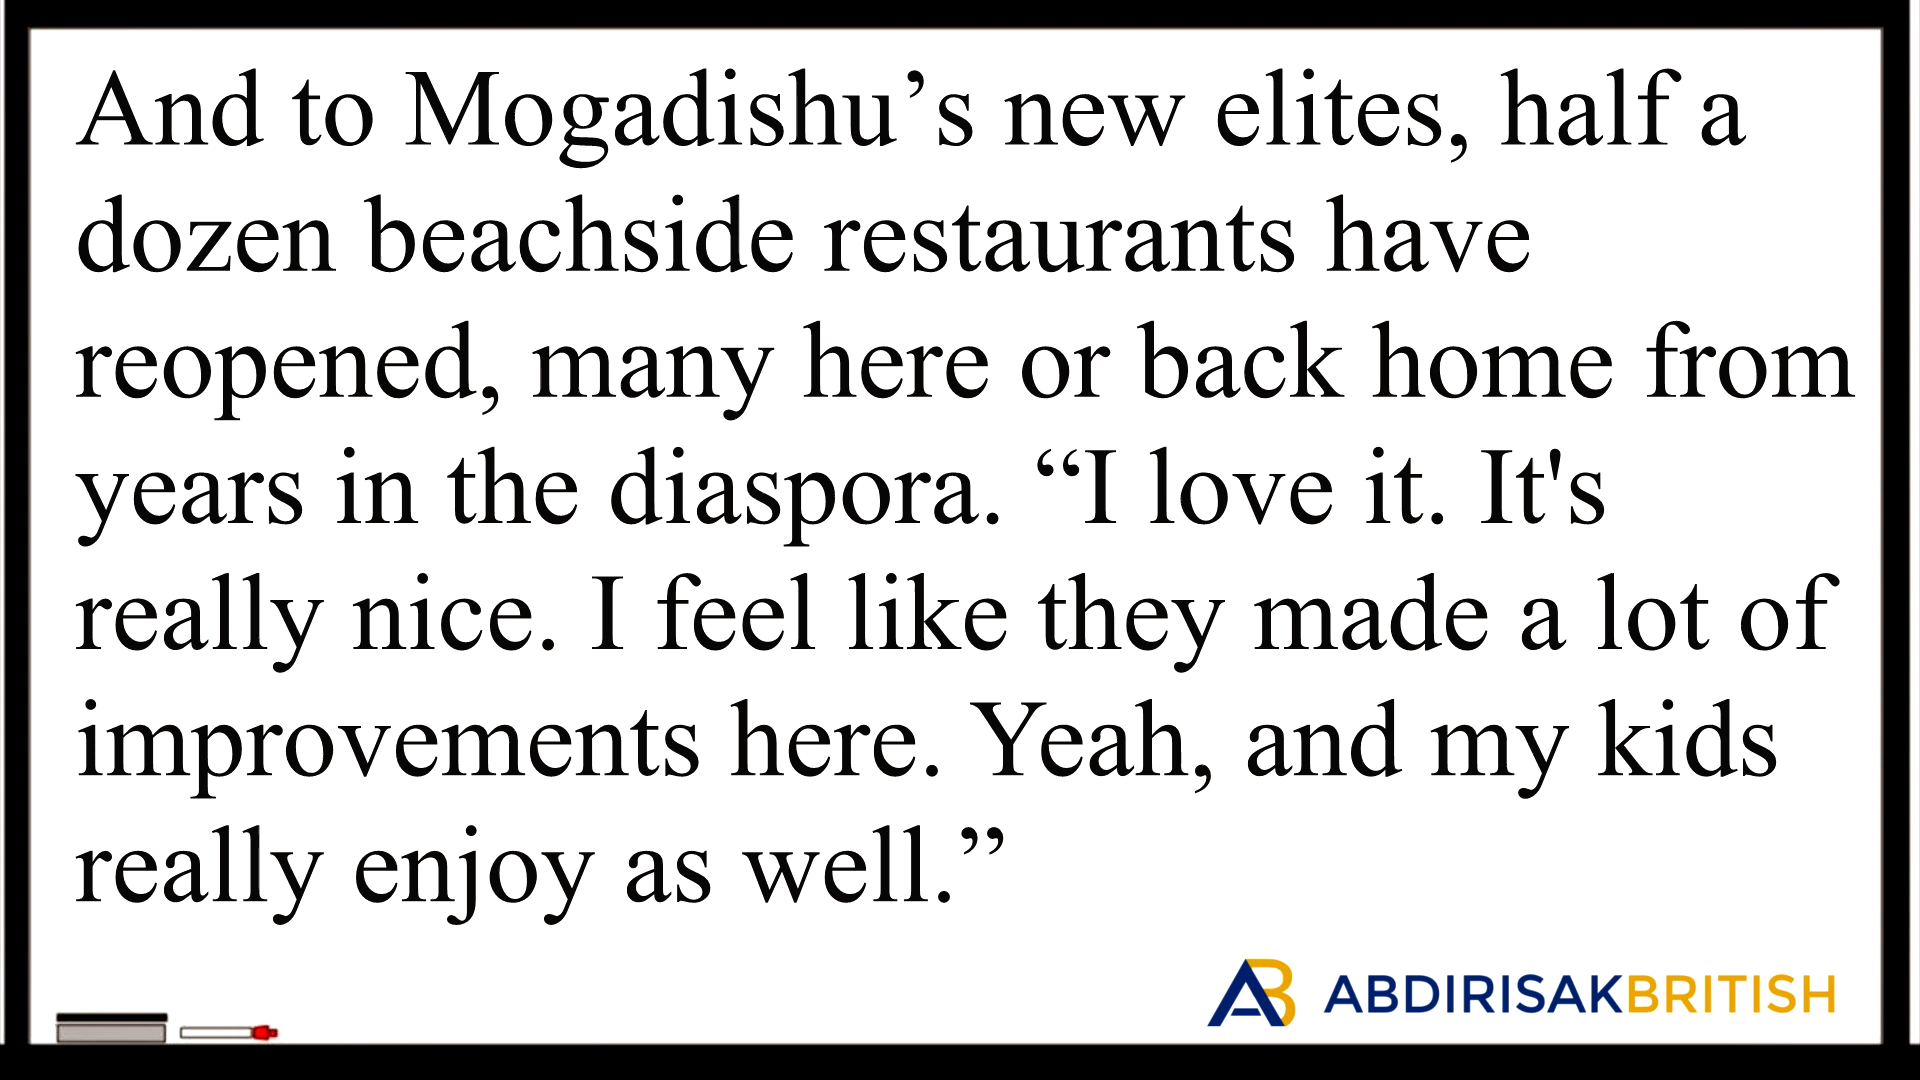 And to Mogadishu’s new elites, half a
dozen beachside restaurants have
reopened, many here or back home from
years in the diaspora. “I love it. It's
really nice. I feel like they made a lot of
improvements here. Yeah, and my kids
really enjoy as well.”
AB ABDIRISAKBRITISH